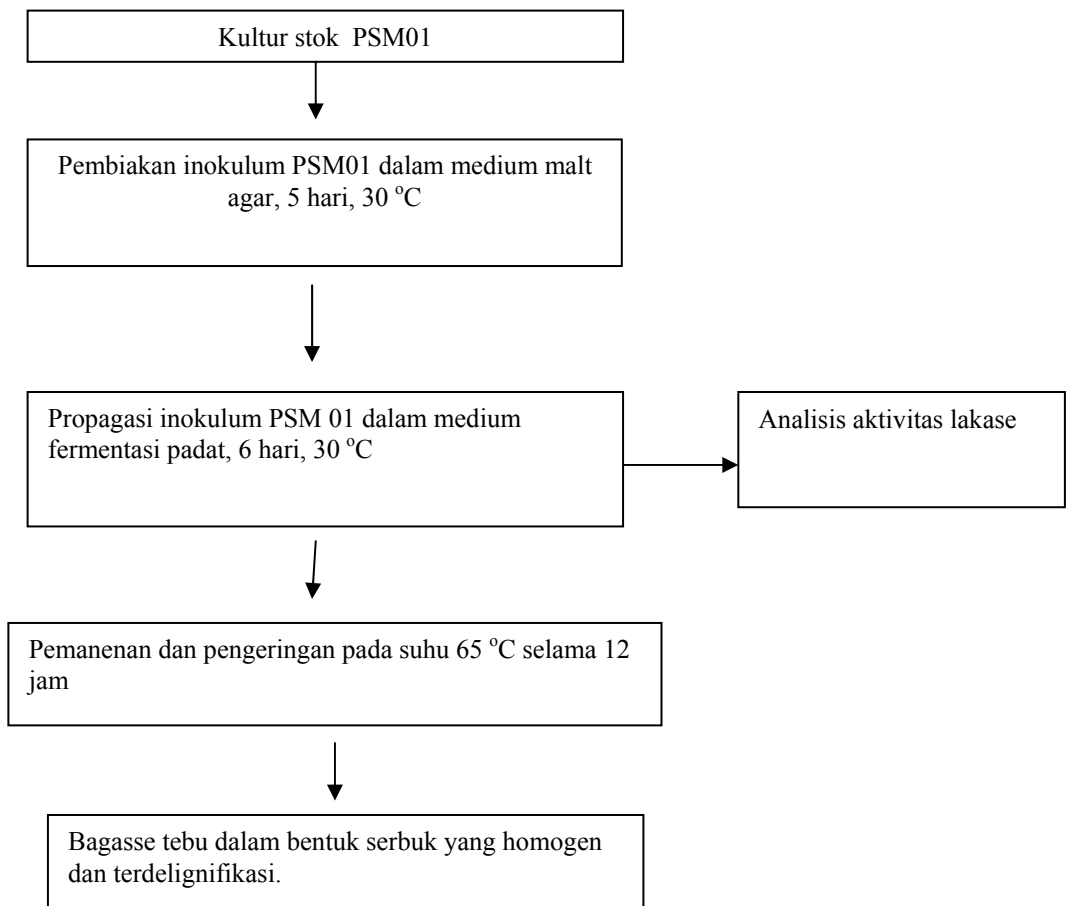 Kultur stok PSM01
Pembiakan inokulum PSM01 dalam medium malt
agar, 5 hari, 30 °C
Propagasi inokulum PSM 01 dalam medium
fermentasi padat, 6 hari, 30 °C
Analisis aktivitas lakase
Pemanenan dan pengeringan pada suhu 65 °C selama 12
jam
Bagasse tebu dalam bentuk serbuk yang homogen
dan terdelignifikasi.